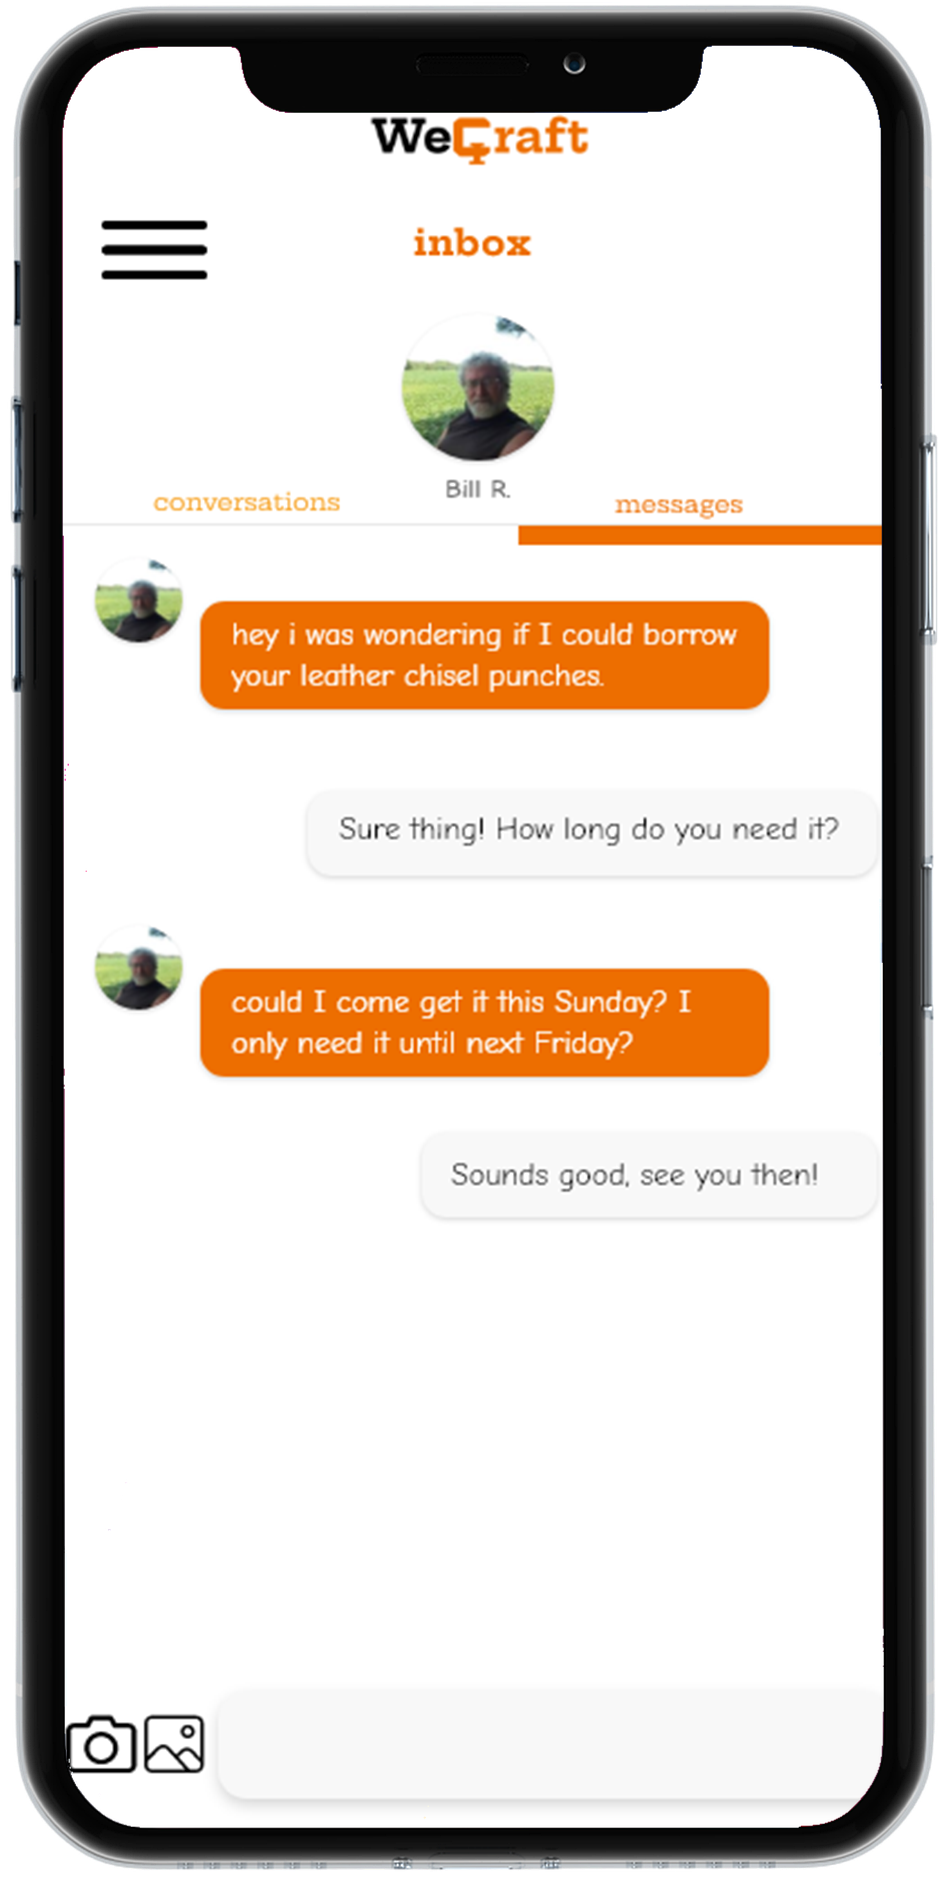 WeCraft
inbox
Bill R.
conversations
messages
hey i was wondering if I could borrow
your leather chisel punches.
Sure thing! How long do you need it?
could I come get it this Sunday? I
only need it until next Friday?
Sounds good, see you then!